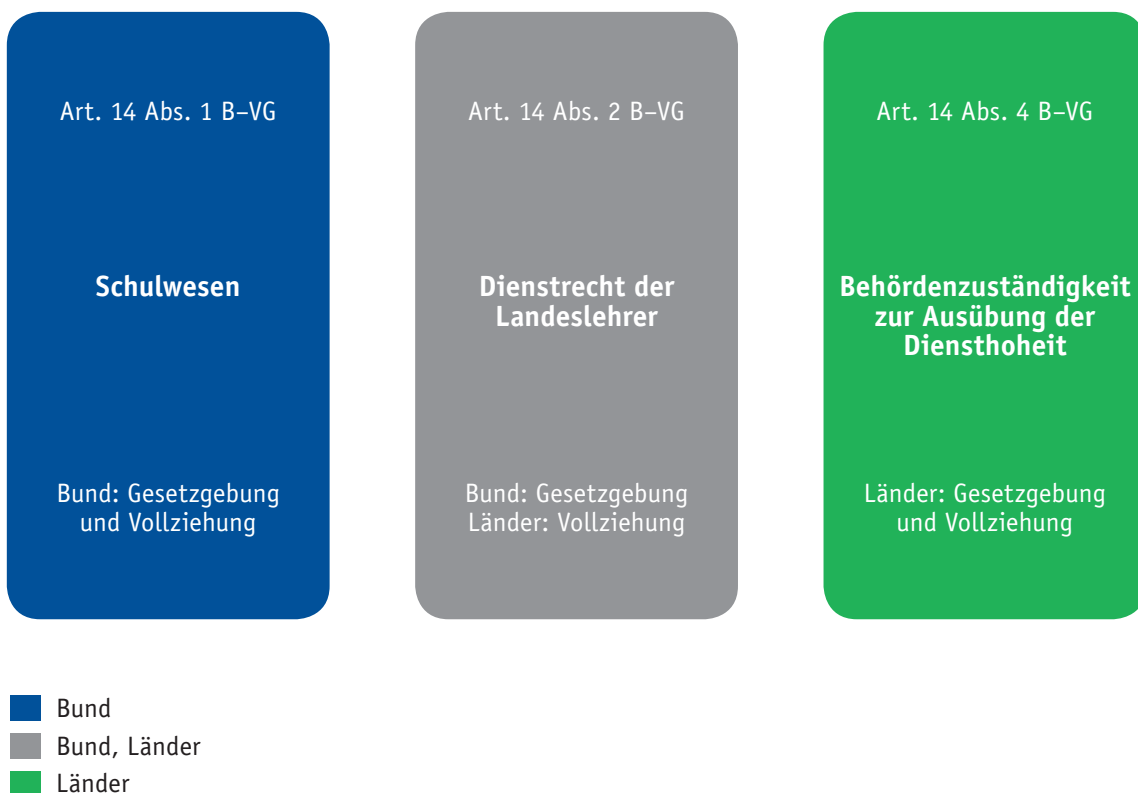 Art. 14 Abs. 1 B–VG
Schulwesen
Bund: Gesetzgebung
und Vollziehung
Art. 14 Abs. 2 B–VG
Dienstrecht der
Landeslehrer
Bund: Gesetzgebung
Länder: Vollziehung
Art. 14 Abs. 4 B–VG
Behördenzuständigkeit
zur Ausübung der
Diensthoheit
Länder: Gesetzgebung
und Vollziehung
Bund
Bund, Länder
Länder